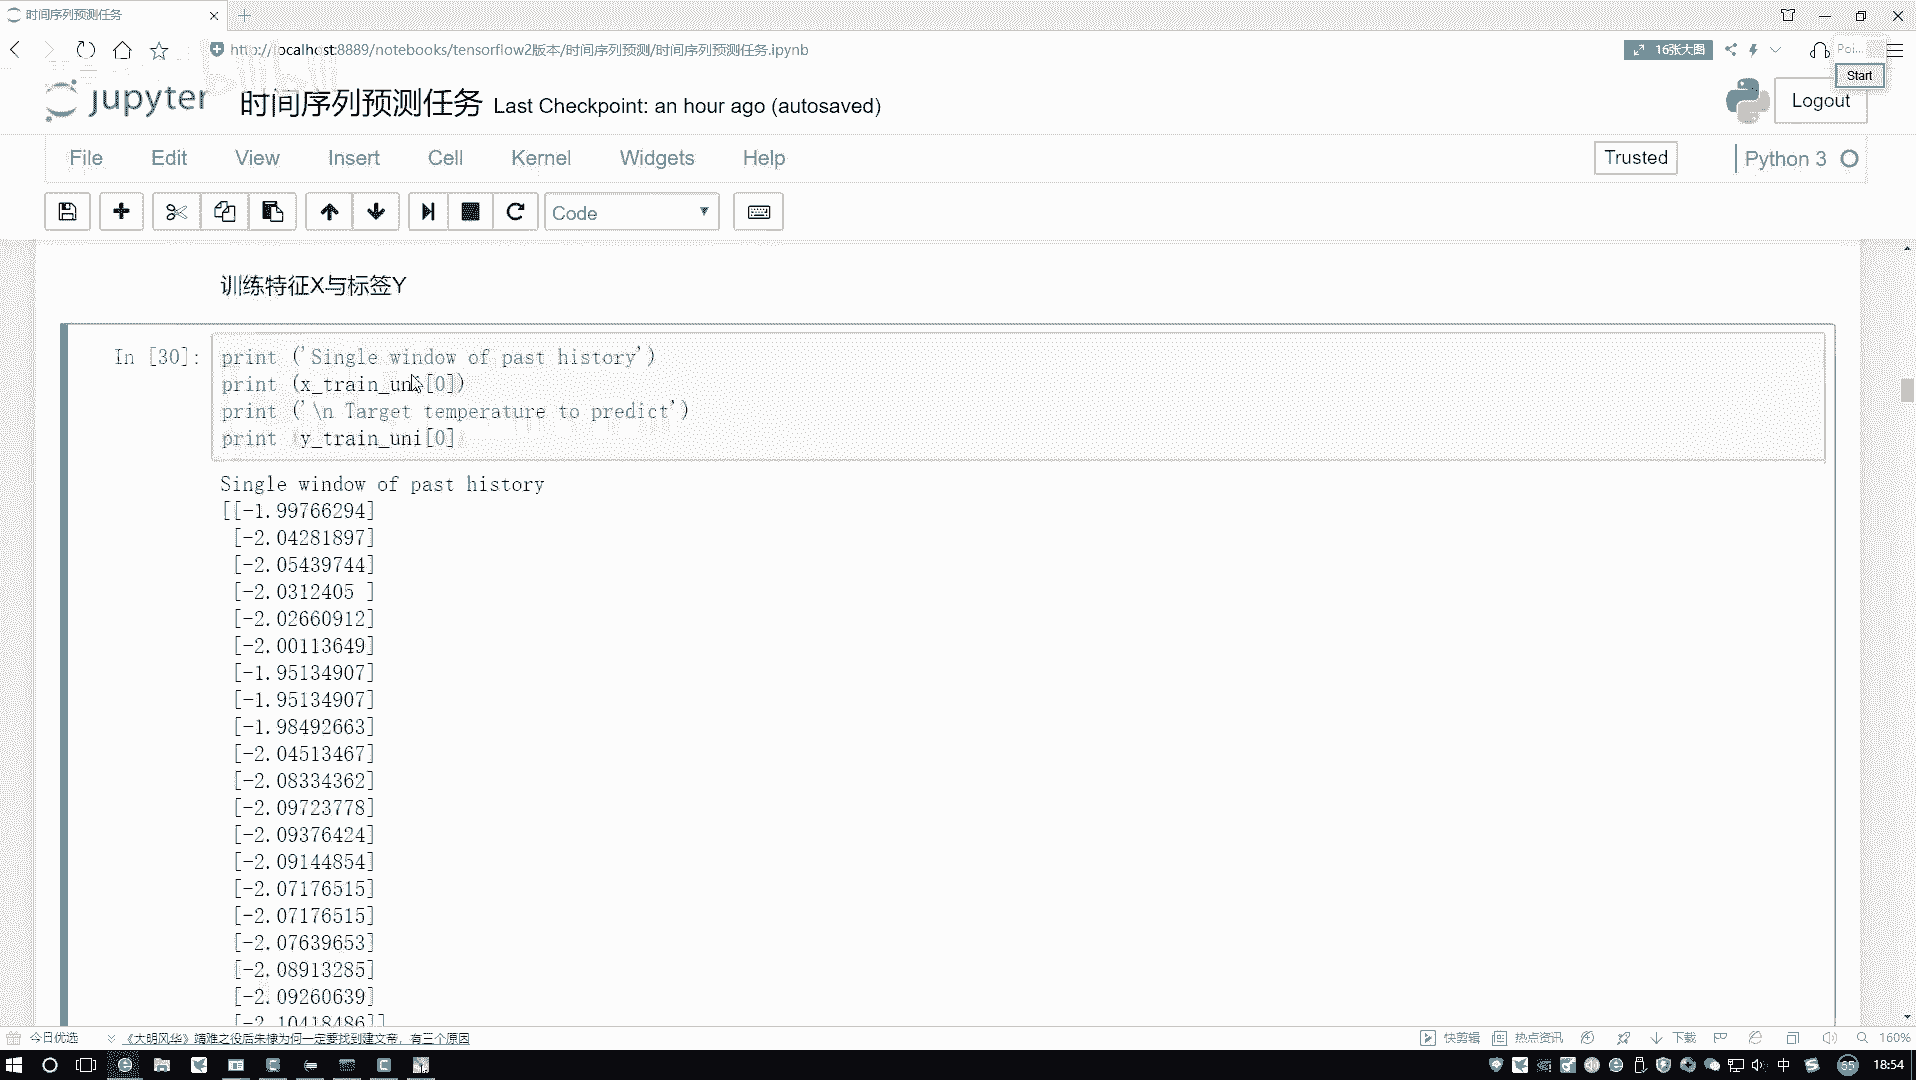 时间序列预测任务
http://localhost:8889/notebooks/tensorflow2版本/时间序列预测/时间序列预测任务.ipynb
16张大图
Poi...
Start
jupyter 时间序列预测任务 Last Checkpoint: an hour ago (autosaved)
Logout
File Edit View Insert Cell Kernel Widgets Help
Trusted
Python 3
Code
训练特征X与标签Y
In [30]:
print ('Single window of past history')
print (x_train_uni[0])
print ('\n Target temperature to predict')
print (y_train_uni[0])
Single window of past history
[[-1.99766294]
[-2.04281897]
[-2.05439744]
[-2.0312405 ]
[-2.02660912]
[-2.00113649]
[-1.95134907]
[-1.95134907]
[-1.98492663]
[-2.04513467]
[-2.08334362]
[-2.09723778]
[-2.09376424]
[-2.09144854]
[-2.07176515]
[-2.07176515]
[-2.07639653]
[-2.08913285]
[-2.09260639]
[-2.10418486]]
今日优选
《大明风华》靖难之役后朱棣为何一定要找到建文帝,有三个原因
快剪辑
热点资讯
下载
160%
中
55
18:54